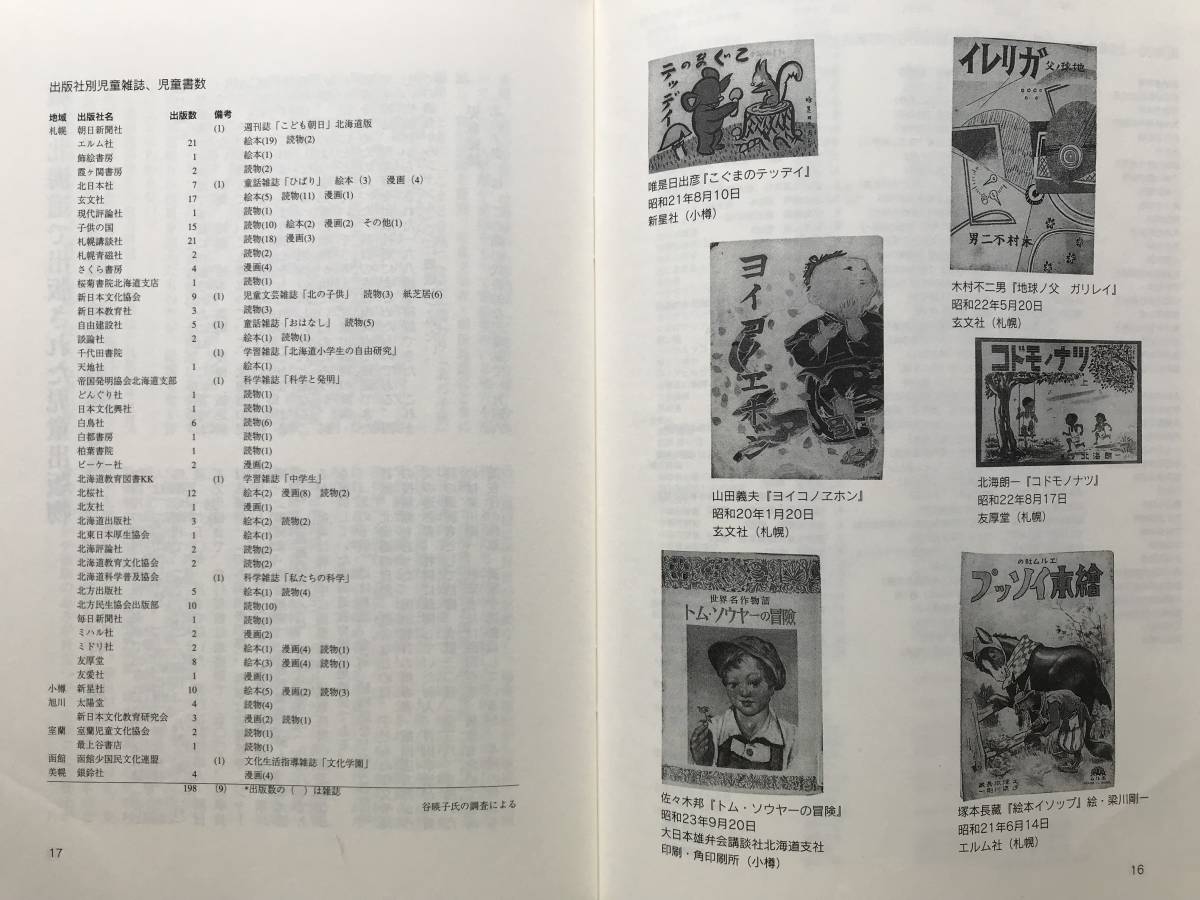 出版社別児童雑誌、児童書数
地域 出版社名 出版数 備考
札幌 朝日新聞社 (1) 週刊誌「こども朝日」北海道版
エルム社 21 絵本(19) 読物(2)
飾絵書房 1 絵本(1)
霞ヶ関書房 2 読物(2)
北日本社 7 (1) 童話雑誌「ひばり」 絵本(3) 漫画(4)
玄文社 17 絵本(5) 読物(11) 漫画(1)
現代評論社 1 読物(1)
子供の国 15 読物(10) 絵本(2) 漫画(2) その他(1)
札幌講談社 21 読物(18) 漫画(3)
札幌青磁社 2 読物(2)
さくら書房 4 漫画(4)
桜菊書院北海道支店 1 読物(1)
新日本文化協会 9 (1) 児童文芸雑誌「北の子供」 読物(3) 紙芝居(6)
新日本教育社 3 読物(3)
自由建設社 5 (1) 童話雑誌「おはなし」 読物(5)
談論社 2 絵本(1) 読物(1)
千代田書院 (1) 学習雑誌「北海道小学生の自由研究」
天地社 1 絵本(1)
帝国発明協会北海道支部 (1) 科学雑誌「科学と発明」
どんぐり社 1 読物(1)
日本文化興社 1 読物(1)
白鳥社 6 読物(6)
白都書房 1 読物(1)
柏葉書院 1 読物(1)
ビーケー社 2 漫画(2)
北海道教育図書KK (1) 学習雑誌「中学生」
北桜社 12 絵本(2) 漫画(8) 読物(2)
北友社 1 漫画(1)
北海道出版社 3 絵本(2) 読物(2)
北東日本厚生協会 1 絵本(1)
北海評論社 2 読物(2)
北海道教育文化協会 2 読物(2)
北海道科学普及協会 (1) 科学雑誌「私たちの科学」
北方出版社 5 絵本(1) 読物(4)
北方民生協会出版部 10 読物(10)
毎日新聞社 1 読物(1)
ミハル社 2 漫画(2)
ミドリ社 2 絵本(1) 漫画(4) 読物(1)
友厚堂 8 絵本(3) 漫画(4) 読物(1)
友愛社 1 漫画(1)
小樽 新星社 10 絵本(5) 漫画(2) 読物(3)
旭川 太陽堂 4 読物(4)
新日本文化教育研究会 3 漫画(2) 読物(1)
室蘭 室蘭児童文化協会 2 読物(1)
最上谷書店 1 読物(1)
函館 函館少国民文化連盟 (1) 文化生活指導雑誌「文化学園」
美幌 銀鈴社 4 漫画(4)
198 (9) *出版数の( )は雑誌
谷暎子氏の調査による
17
こぐまの
テッデイ
唯是日出彦『こぐまのテッデイ』
昭和21年8月10日
新星社(小樽)
ガリレイ
地球ノ父
木村不二男
木村不二男『地球ノ父 ガリレイ』
昭和22年5月20日
玄文社(札幌)
ヨイコノエホン
山田義夫『ヨイコノヱホン』
昭和20年1月20日
玄文社(札幌)
コドモノナツ
上
北海朗一
北海朗一『コドモノナツ』
昭和22年8月17日
友厚堂(札幌)
世界名作物語
トム・ソウヤーの冒険
佐々木邦『トム・ソウヤーの冒険』
昭和23年9月20日
大日本雄弁会講談社北海道支社
印刷・角印刷所(小樽)
エルム社の
繪本イソップ
塚本長蔵『絵本イソップ』絵・梁川剛一
昭和21年6月14日
エルム社(札幌)
16